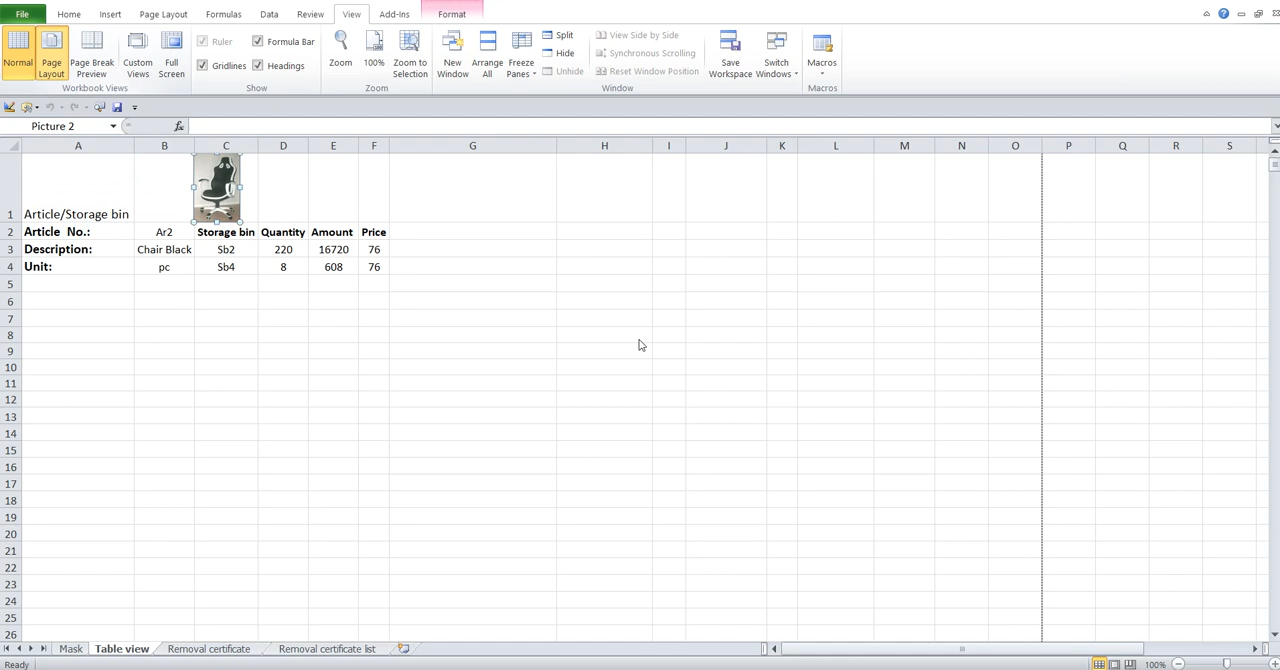 File Home Insert Page Layout Formulas Data Review View Add-Ins Format
Normal Page Layout Page Break Preview Custom Views Full Screen
Workbook Views
Ruler Formula Bar
Gridlines Headings
Show
Zoom 100% Zoom to Selection
Zoom
New Window Arrange All Freeze Panes
Split View Side by Side
Hide Synchronous Scrolling
Unhide Reset Window Position
Window
Save Workspace Switch Windows
Macros
Macros
Picture 2 fx
A B C D E F G H I J K L M N O P Q R S
1 Article/Storage bin
2 Article No.: Ar2 Storage bin Quantity Amount Price
3 Description: Chair Black Sb2 220 16720 76
4 Unit: pc Sb4 8 608 76
5
6
7
8
9
10
11
12
13
14
15
16
17
18
19
20
21
22
23
24
25
26
Mask Table view Removal certificate Removal certificate list
Ready 100%